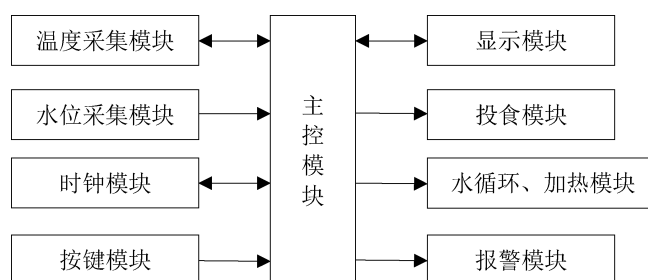 温度采集模块
水位采集模块
时钟模块
按键模块
主控模块
显示模块
投食模块
水循环、加热模块
报警模块